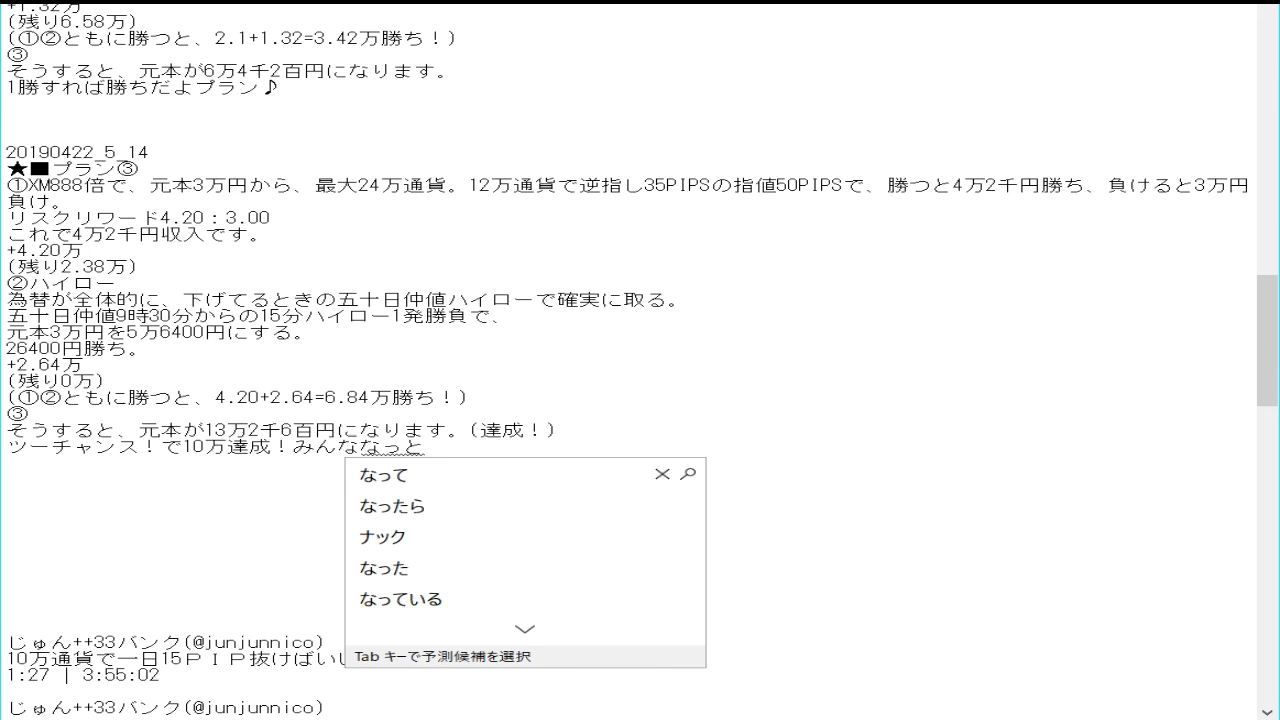 +1.32万
(残り6.58万)
(①②ともに勝つと、2.1+1.32=3.42万勝ち！)
③
そうすると、元本が6万4千2百円になります。
1勝すれば勝ちだよプラン♪
20190422_5_14
★■プラン③
①XM888倍で、元本3万円から、最大24万通貨。12万通貨で逆指し35PIPSの指値50PIPSで、勝つと4万2千円勝ち、負けると3万円
負け。
リスクリワード4.20：3.00
これで4万2千円収入です。
+4.20万
(残り2.38万)
②ハイロー
為替が全体的に、下げてるときの五十日仲値ハイローで確実に取る。
五十日仲値9時30分からの15分ハイロー1発勝負で、
元本3万円を5万6400円にする。
26400円勝ち。
+2.64万
(残り0万)
(①②ともに勝つと、4.20+2.64=6.84万勝ち！)
③
そうすると、元本が13万2千6百円になります。(達成！)
ツーチャンス！で10万達成！みんななっと
なって
なったら
ナック
なった
なっている
Tab キーで予測候補を選択
じゅん++33バンク(@junjunnico)
10万通貨で一日15ＰＩＰ抜けばいい
1:27 | 3:55:02
じゅん++33バンク(@junjunnico)